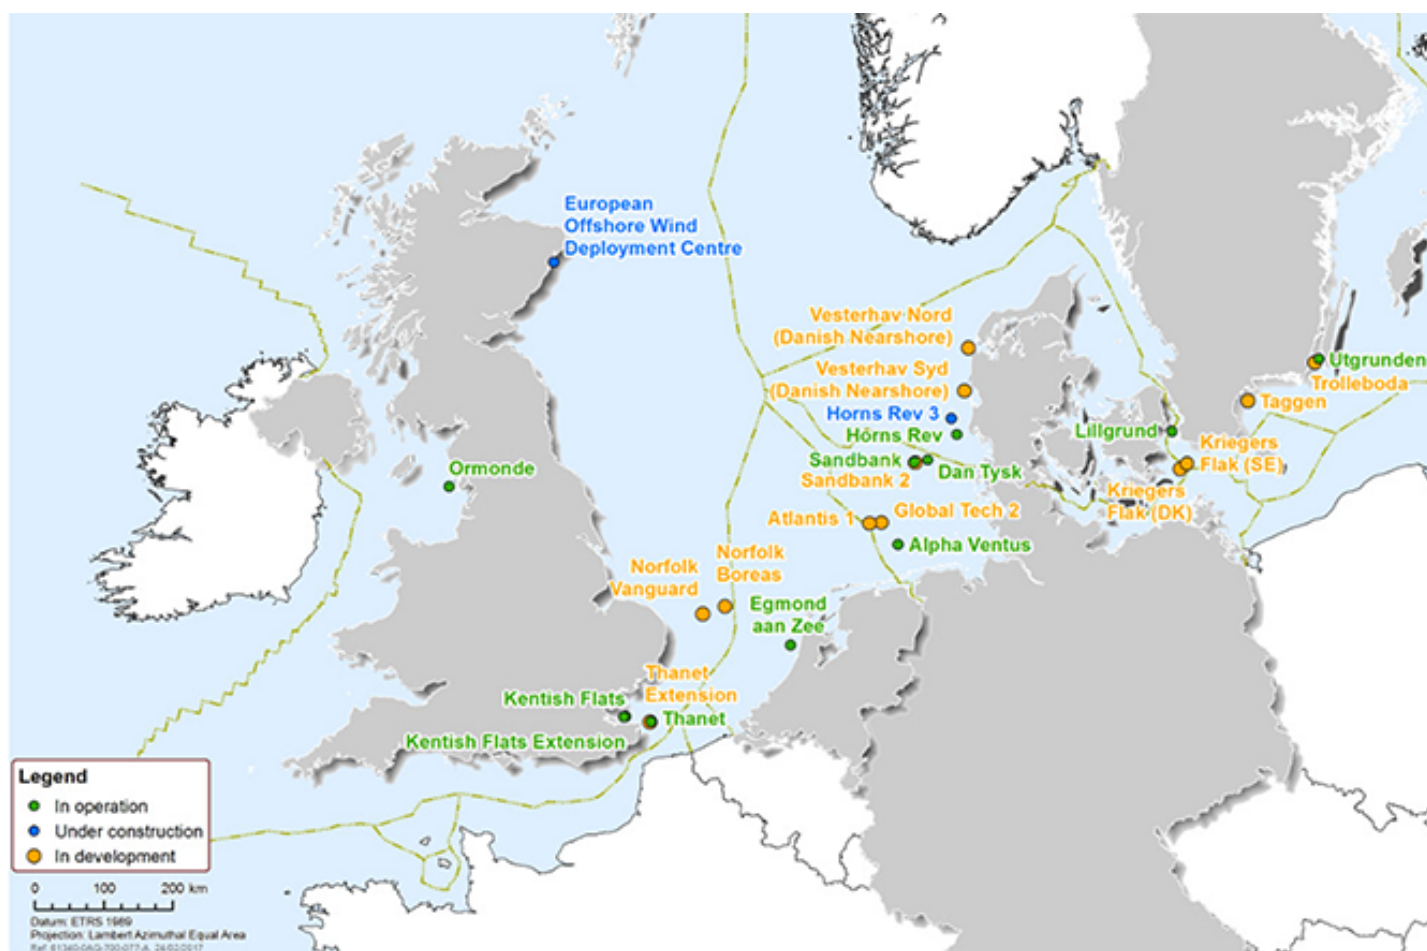 European
Offshore Wind
Deployment Centre
Vesterhav Nord
(Danish Nearshore)
Vesterhav Syd
(Danish Nearshore)
Horns Rev 3
Horns Rev
Sandbank
Sandbank 2
Dan Tysk
Utgrunden
Trolleboda
Taggen
Lillgrund
Kriegers
Flak (SE)
Kriegers
Flak (DK)
Ormonde
Atlantis 1
Global Tech 2
Alpha Ventus
Norfolk
Vanguard
Norfolk
Boreas
Egmond
aan Zee
Thanet
Extension
Kentish Flats
Thanet
Kentish Flats Extension
Legend
In operation
Under construction
In development
0 100 200 km
Datum: ETRS 1989
Projection: Lambert Azimuthal Equal Area